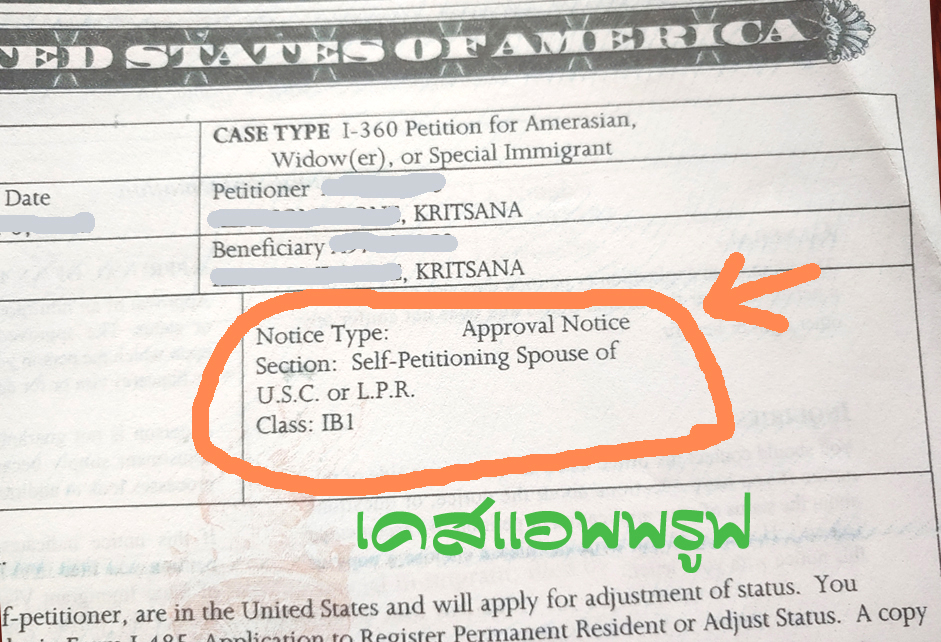 TED STATES OF AMERICA
CASE TYPE I-360 Petition for Amerasian,
Widow(er), or Special Immigrant
Date
Petitioner
, KRITSANA
Beneficiary
, KRITSANA
Notice Type: Approval Notice
Section: Self-Petitioning Spouse of
U.S.C. or L.P.R.
Class: IB1
เคสแอพพรูฟ
f-petitioner, are in the United States and will apply for adjustment of status. You
Form I-485, Application to Register Permanent Resident or Adjust Status. A copy